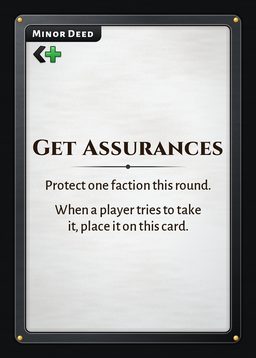 Minor Deed
Get Assurances
Protect one faction this round.
When a player tries to take
it, place it on this card.